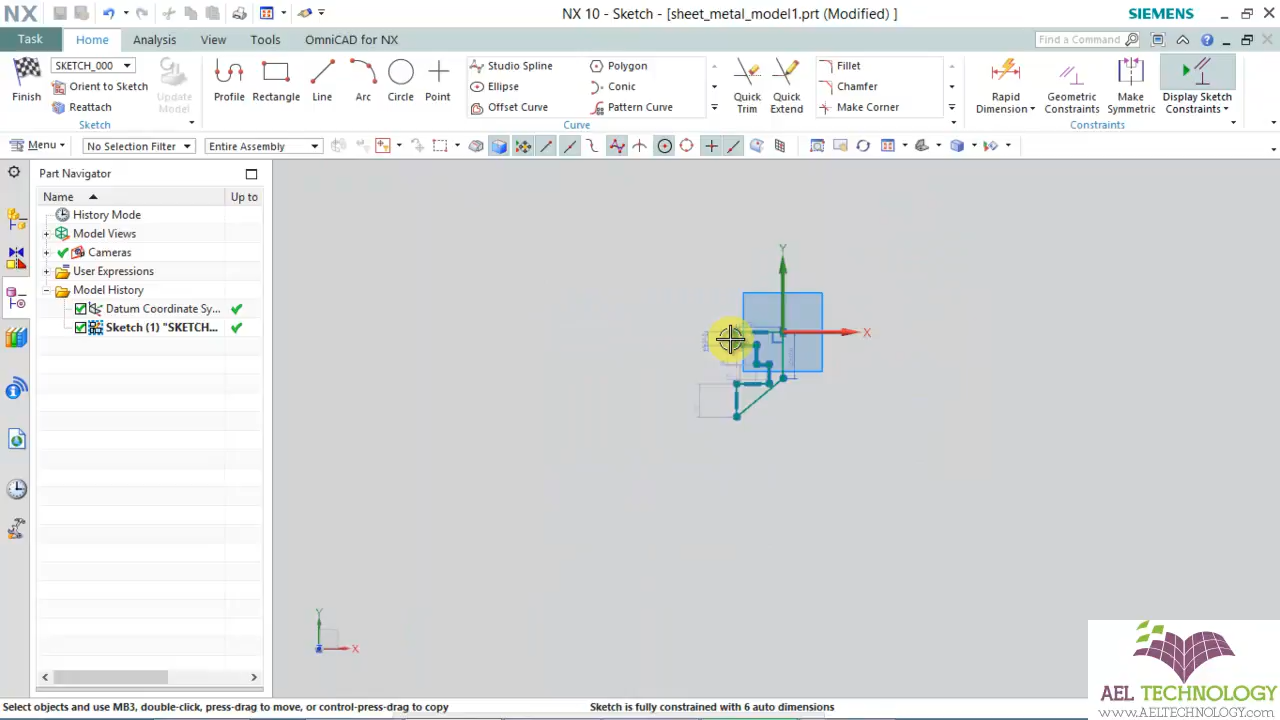 NX
NX 10 - Sketch - [sheet_metal_model1.prt (Modified) ]
SIEMENS
Task
Home
Analysis
View
Tools
OmniCAD for NX
Find a Command
Finish
SKETCH_000
Orient to Sketch
Reattach
Update Model
Sketch
Profile
Rectangle
Line
Arc
Circle
Point
Studio Spline
Ellipse
Offset Curve
Polygon
Conic
Pattern Curve
Curve
Quick Trim
Quick Extend
Fillet
Chamfer
Make Corner
Rapid Dimension
Geometric Constraints
Make Symmetric
Display Sketch Constraints
Constraints
Menu
No Selection Filter
Entire Assembly
Part Navigator
Name
Up to
History Mode
Model Views
Cameras
User Expressions
Model History
Datum Coordinate Sy...
Sketch (1) "SKETCH...
Y
X
Y
X
Select objects and use MB3, double-click, press-drag to move, or control-press-drag to copy
Sketch is fully constrained with 6 auto dimensions
AEL TECHNOLOGY
www.AELTECHNOLOGY.com